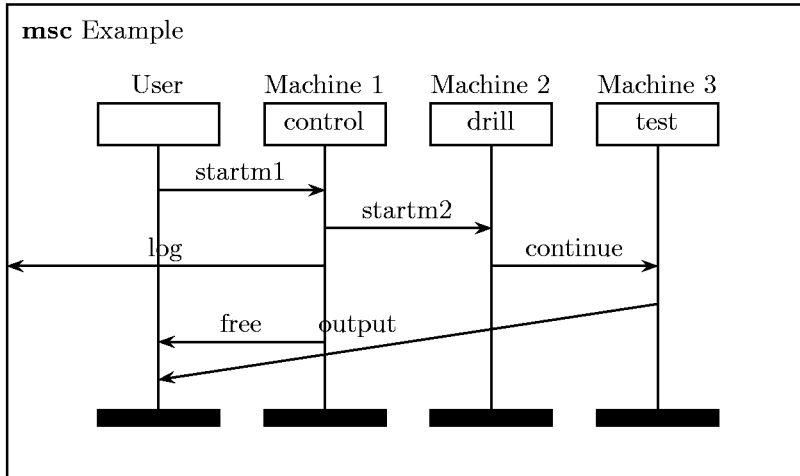 msc Example
User
Machine 1
Machine 2
Machine 3
control
drill
test
startm1
startm2
log
continue
free
output